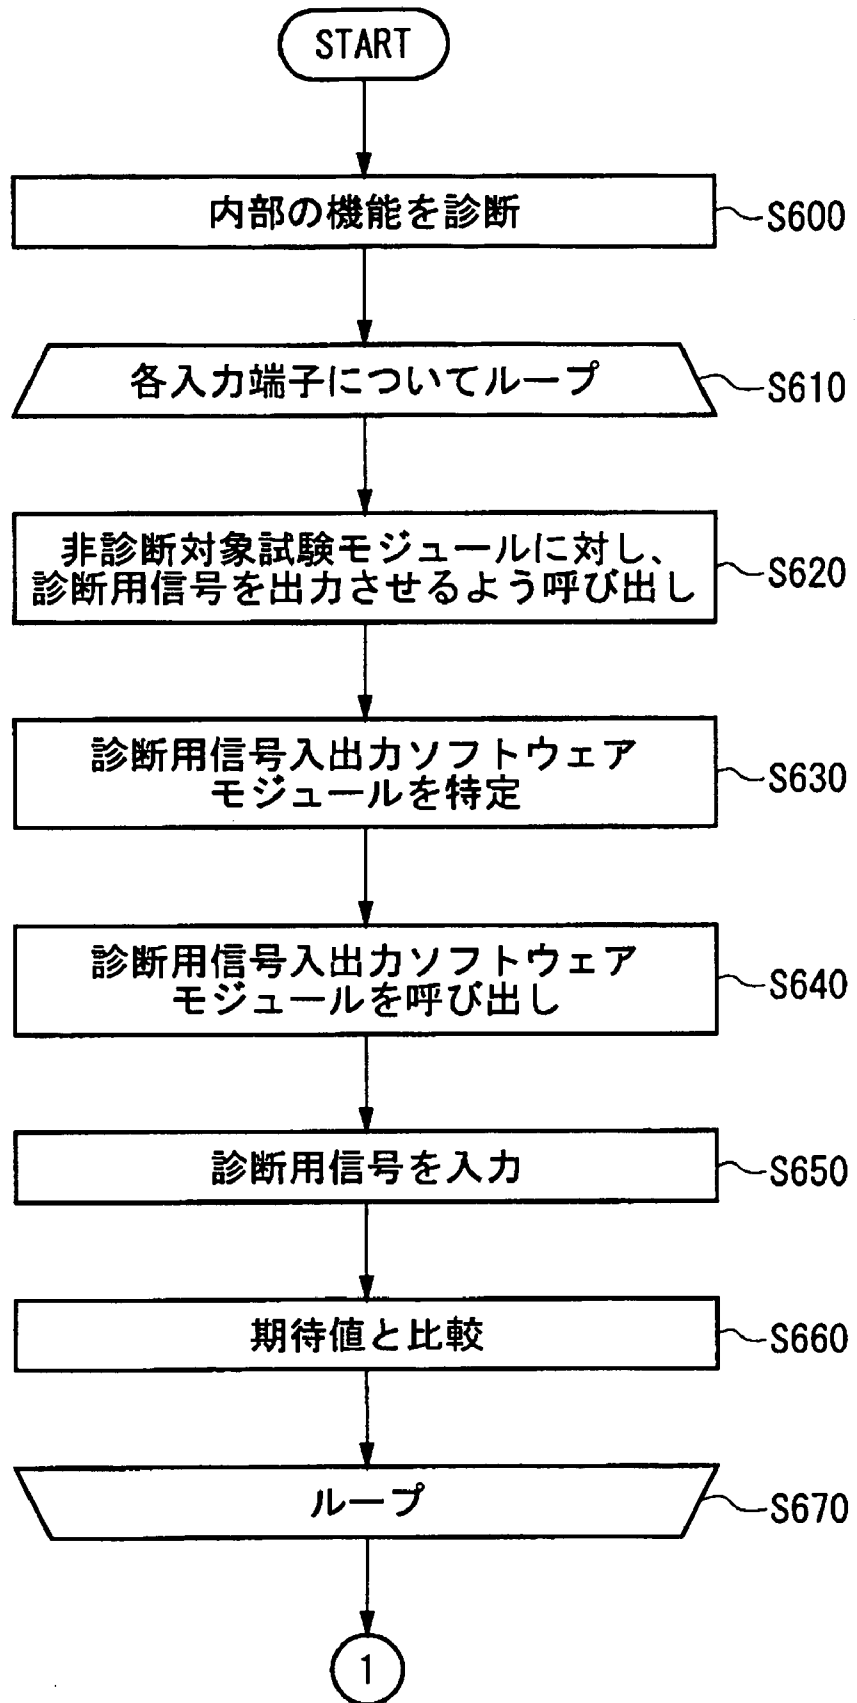 START
内部の機能を診断
S600
各入力端子についてループ
S610
非診断対象試験モジュールに対し、
診断用信号を出力させるよう呼び出し
S620
診断用信号入出力ソフトウェア
モジュールを特定
S630
診断用信号入出力ソフトウェア
モジュールを呼び出し
S640
診断用信号を入力
S650
期待値と比較
S660
ループ
S670
1